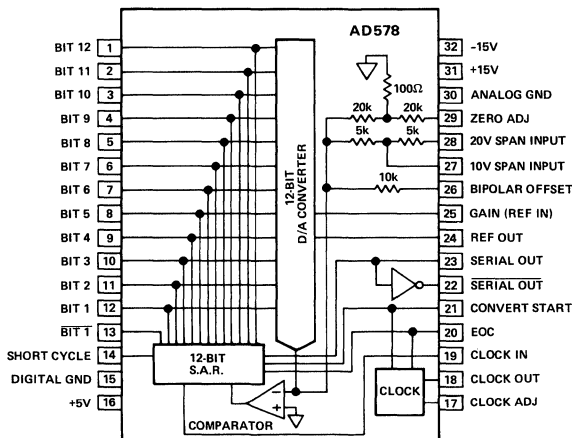 AD578
BIT 12 1
BIT 11 2
BIT 10 3
BIT 9 4
BIT 8 5
BIT 7 6
BIT 6 7
BIT 5 8
BIT 4 9
BIT 3 10
BIT 2 11
BIT 1 12
BIT 1 13
SHORT CYCLE 14
DIGITAL GND 15
+5V 16
12-BIT
D/A CONVERTER
12-BIT
S.A.R.
COMPARATOR
−
+
100Ω
20k 20k
5k 5k
10k
CLOCK
32 -15V
31 +15V
30 ANALOG GND
29 ZERO ADJ
28 20V SPAN INPUT
27 10V SPAN INPUT
26 BIPOLAR OFFSET
25 GAIN (REF IN)
24 REF OUT
23 SERIAL OUT
22 SERIAL OUT
21 CONVERT START
20 EOC
19 CLOCK IN
18 CLOCK OUT
17 CLOCK ADJ